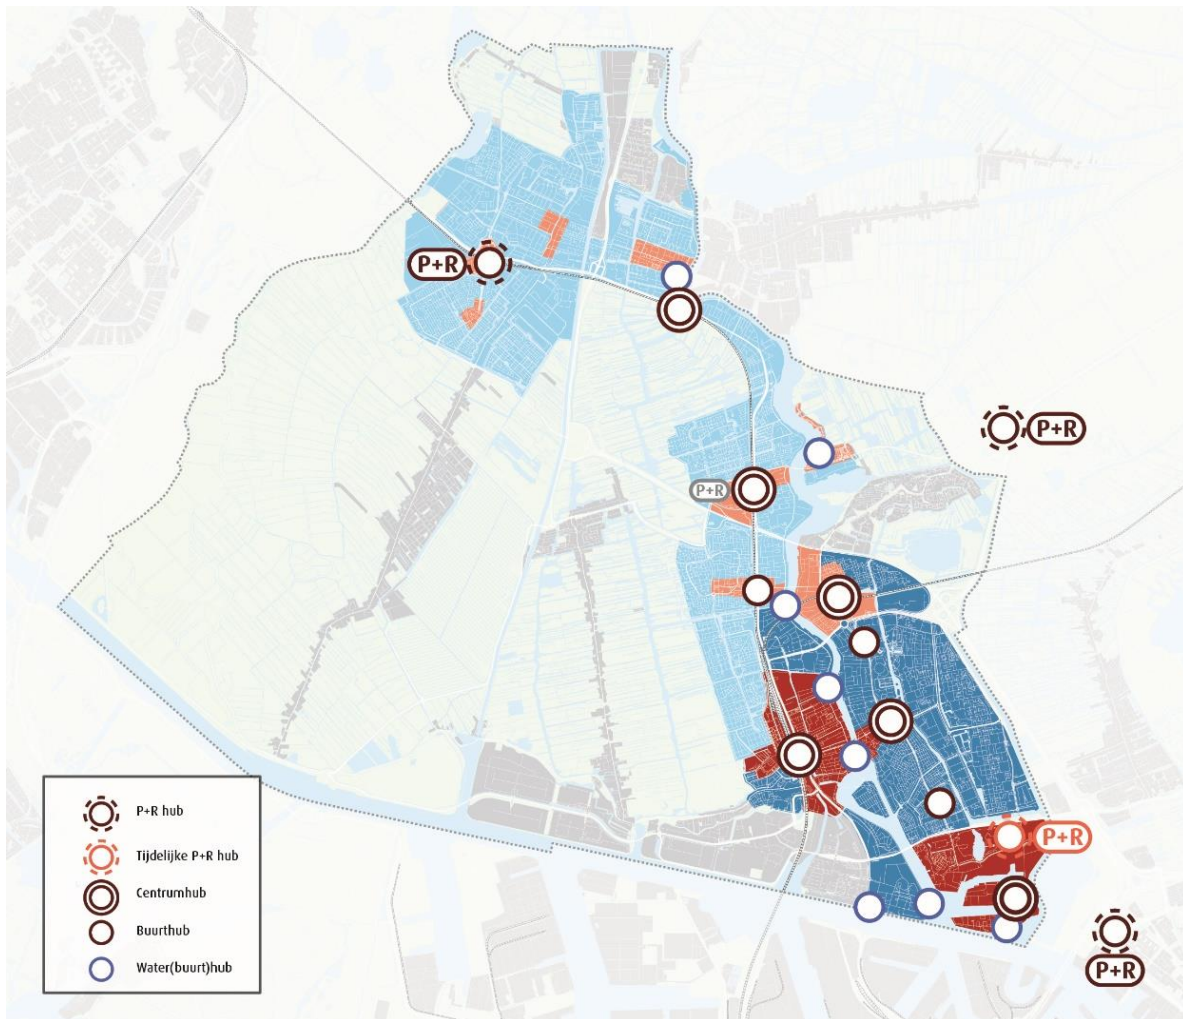 P+R
P+R
P+R
P+R
P+R
P+R hub
Tijdelijke P+R hub
Centrumhub
Buurthub
Water(buurt)hub